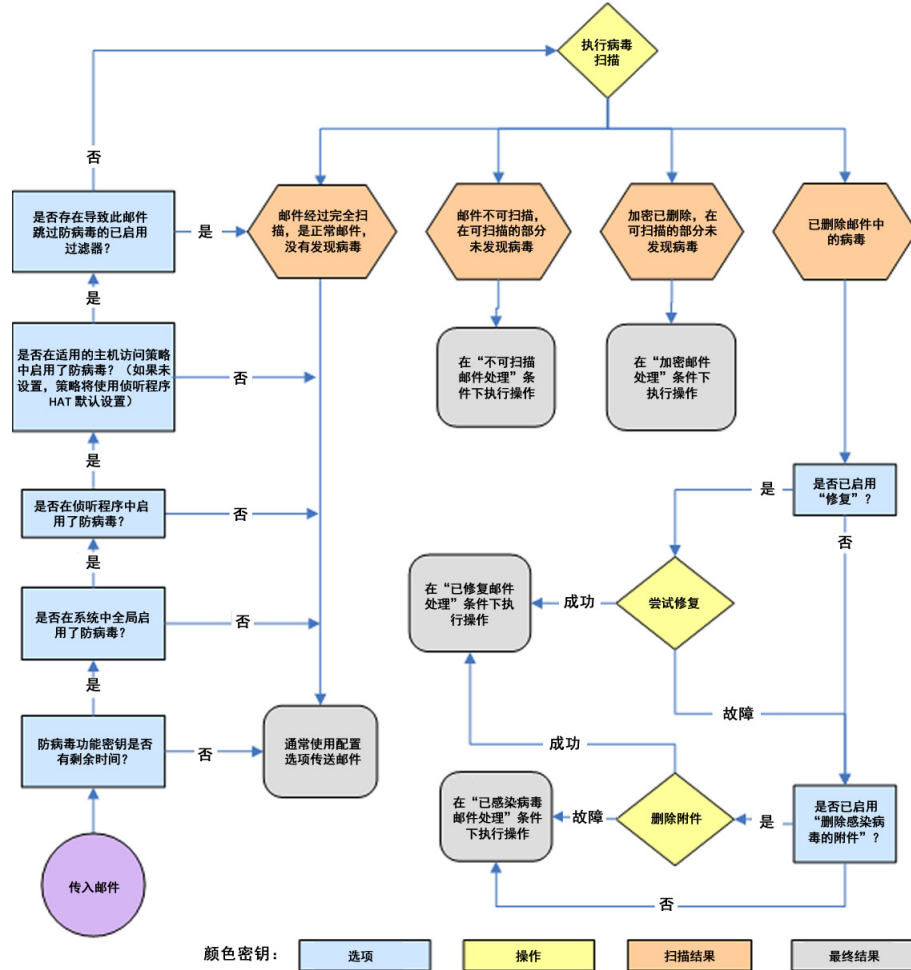 执行病毒
扫描
否
是否存在导致此邮件
跳过防病毒的已启用
过滤器？
是
邮件经过完全扫
描，是正常邮件，
没有发现病毒
邮件不可扫描，
在可扫描的部分
未发现病毒
加密已删除，在
可扫描的部分未
发现病毒
已删除邮件中
的病毒
是
是否在适用的主机访问策略
中启用了防病毒？（如果未
设置，策略将使用侦听程序
HAT 默认设置）
否
在“不可扫描
邮件处理”条
件下执行操作
在“加密邮件
处理”条件下
执行操作
是
是否在侦听程序中启
用了防病毒？
否
是
是否已启用
“修复”？
否
是
是否在系统中全局启
用了防病毒？
否
在“已修复邮件
处理”条件下执
行操作
成功
尝试修复
是
故障
防病毒功能密钥是否
有剩余时间？
否
通常使用配置
选项传送邮件
成功
在“已感染病毒
邮件处理”条件
下执行操作
故障
删除附件
是
是否已启用
“删除感染病
毒的附件”？
传入邮件
否
颜色密钥：
选项
操作
扫描结果
最终结果